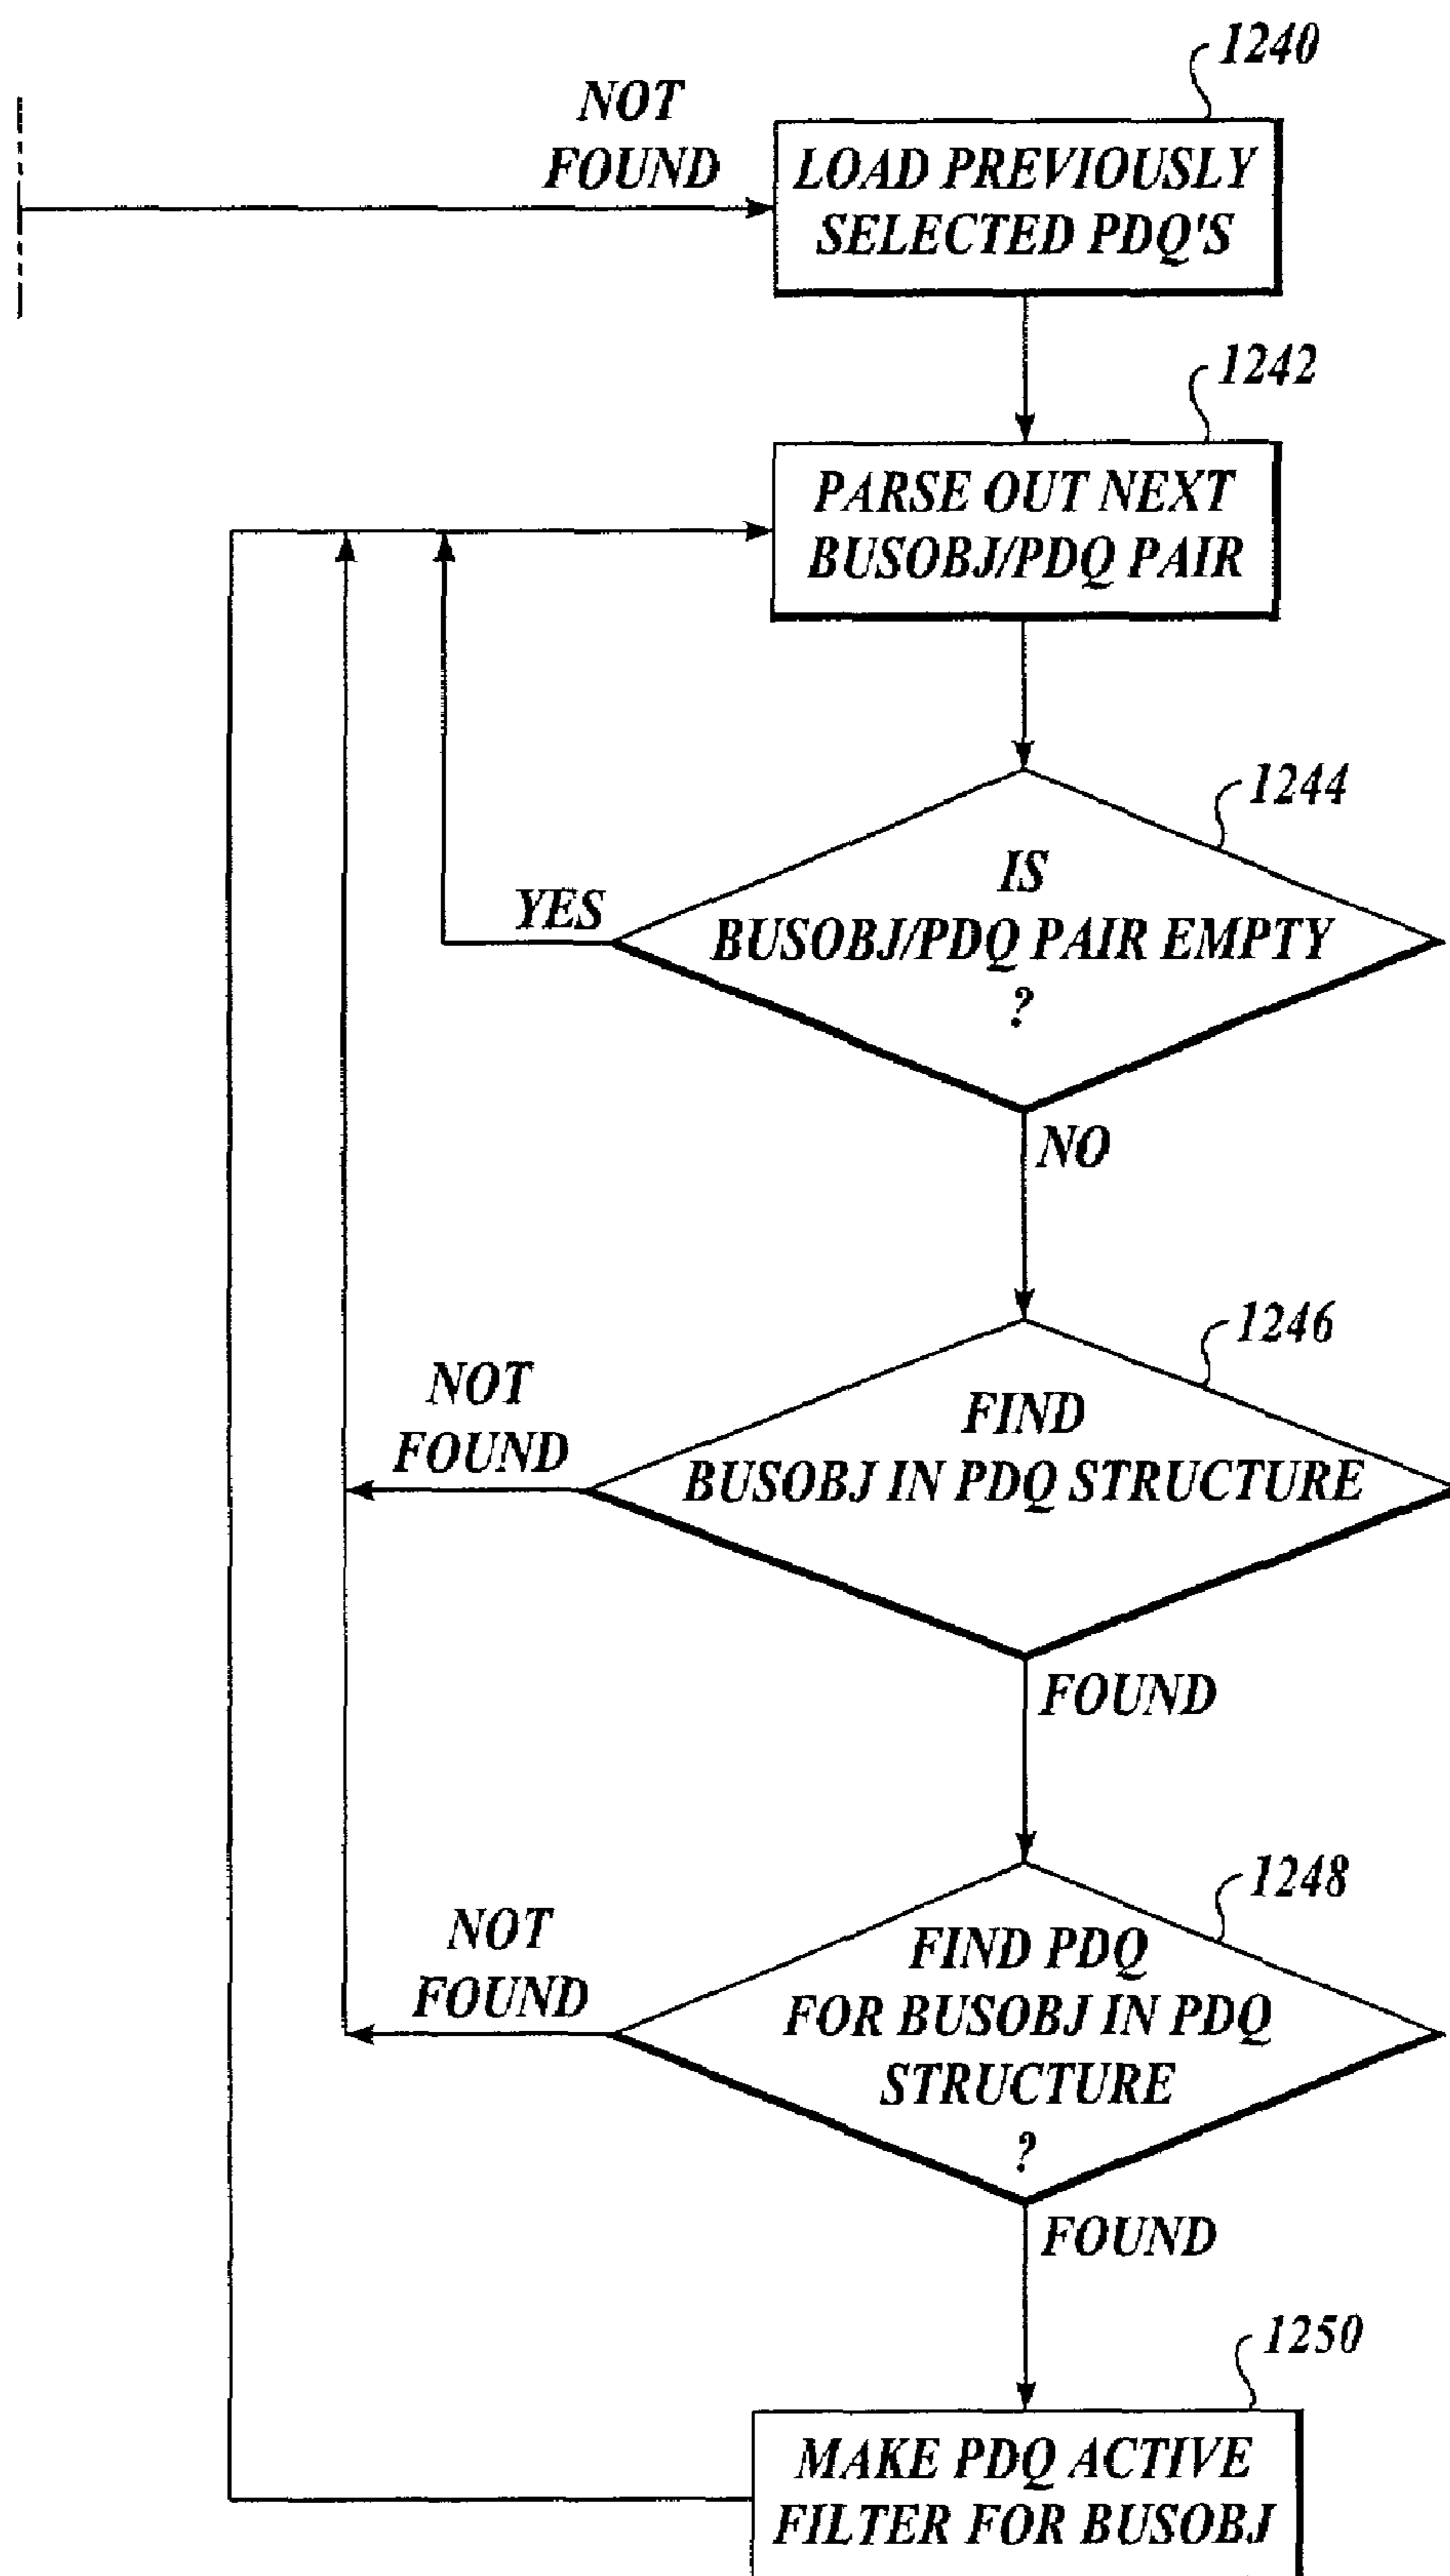 1240
NOT
FOUND
LOAD PREVIOUSLY
SELECTED PDQ'S
1242
PARSE OUT NEXT
BUSOBJ/PDQ PAIR
1244
IS
BUSOBJ/PDQ PAIR EMPTY
?
YES
NO
1246
FIND
BUSOBJ IN PDQ STRUCTURE
NOT
FOUND
FOUND
1248
FIND PDQ
FOR BUSOBJ IN PDQ
STRUCTURE
?
NOT
FOUND
FOUND
1250
MAKE PDQ ACTIVE
FILTER FOR BUSOBJ